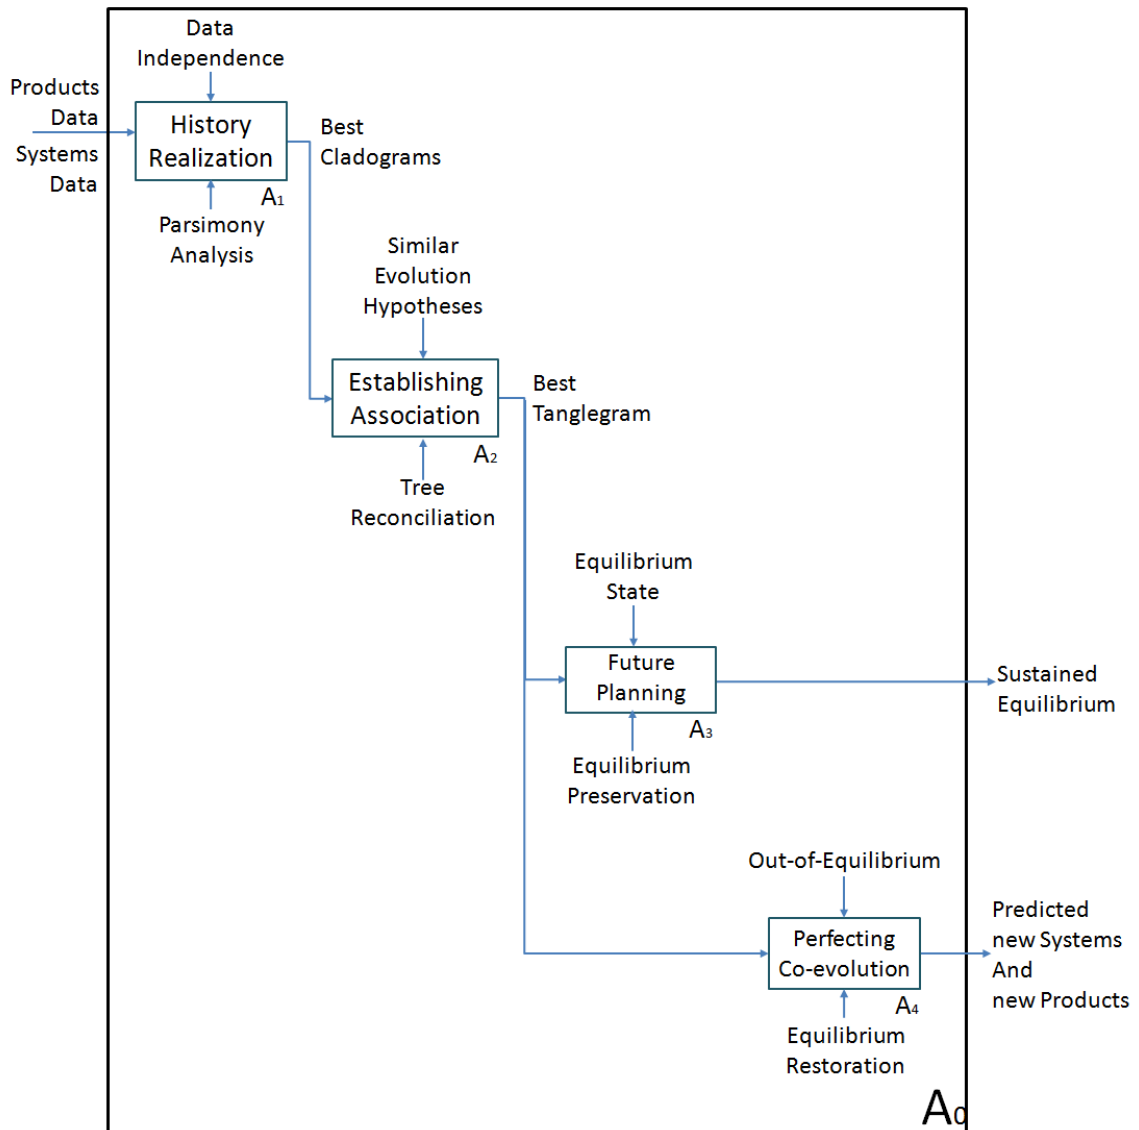 Data
Independence
Products
Data
Systems
Data
History
Realization
A1
Parsimony
Analysis
Best
Cladograms
Similar
Evolution
Hypotheses
Establishing
Association
A2
Tree
Reconciliation
Best
Tanglegram
Equilibrium
State
Future
Planning
A3
Equilibrium
Preservation
Sustained
Equilibrium
Out-of-Equilibrium
Perfecting
Co-evolution
A4
Equilibrium
Restoration
Predicted
new Systems
And
new Products
A0